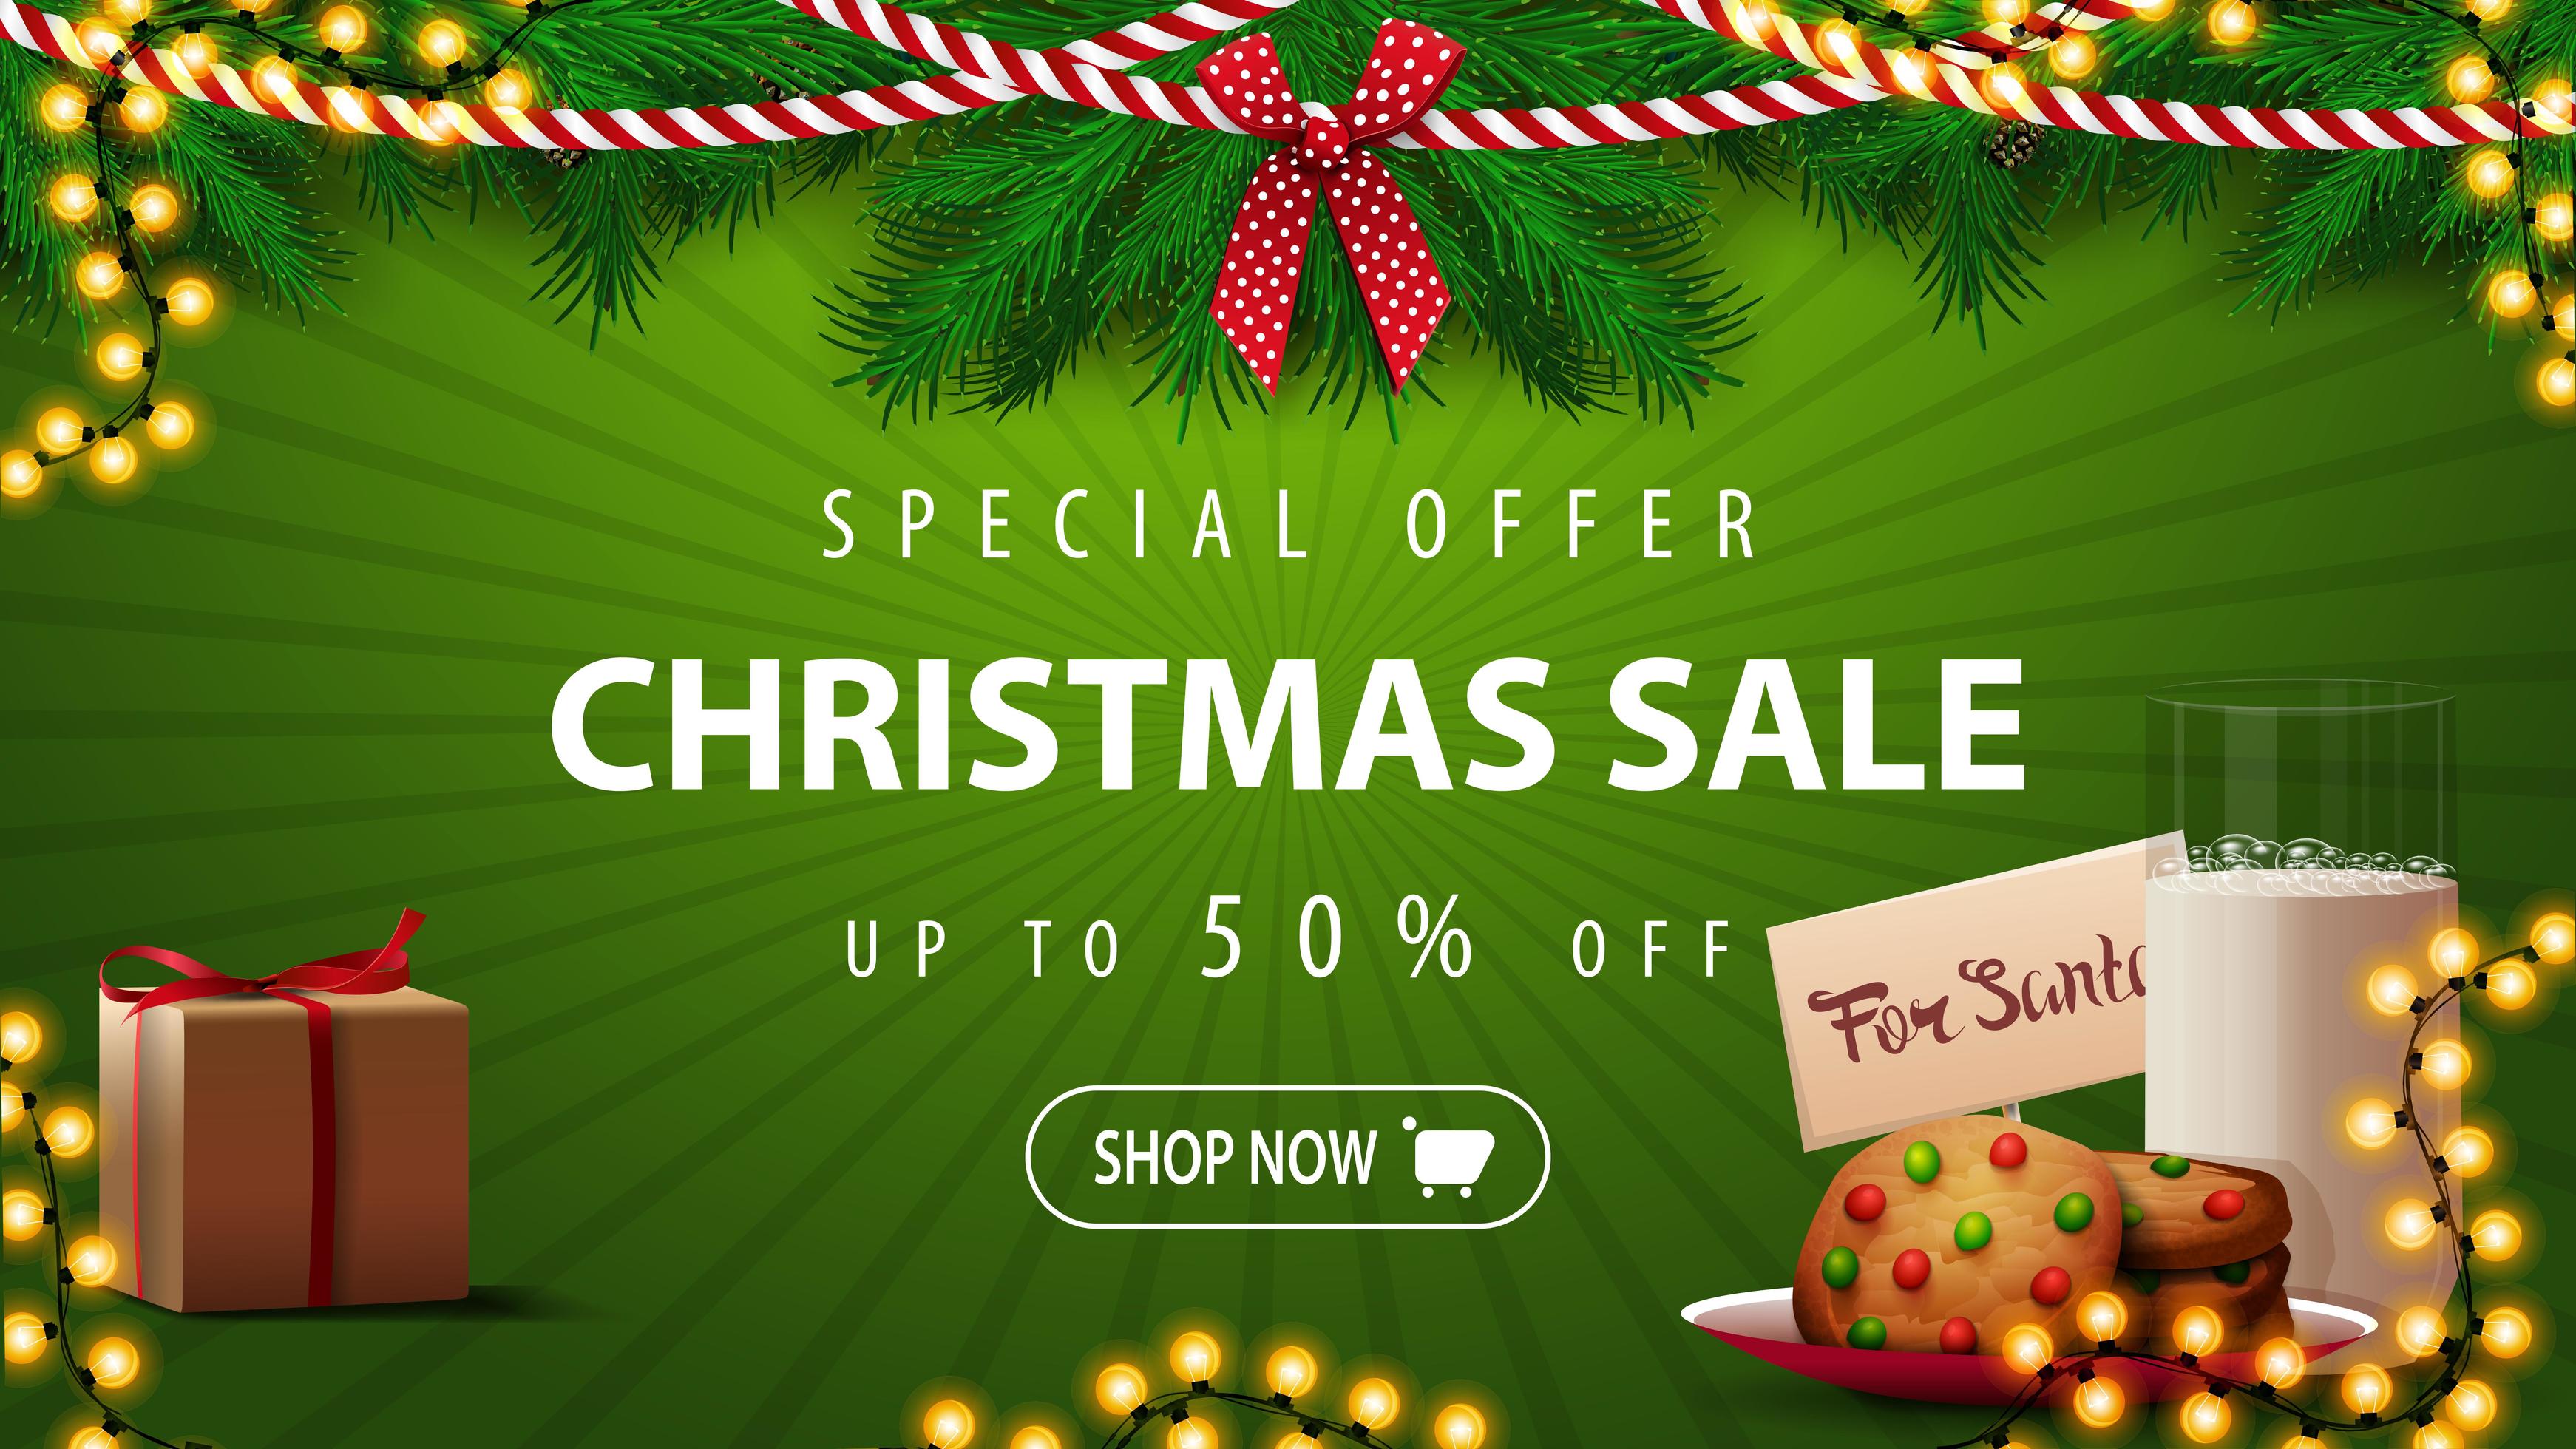 SPECIAL OFFER
CHRISTMAS SALE
UP TO 50% OFF
For Santa
SHOP NOW